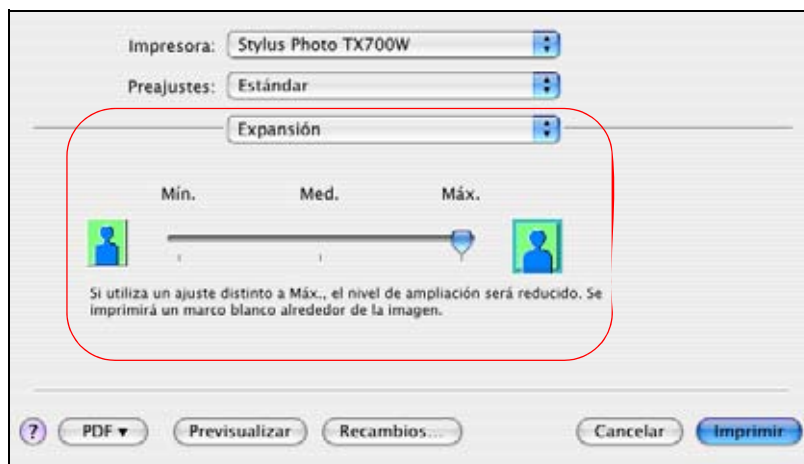 Impresora: Stylus Photo TX700W
Preajustes: Estándar
Expansión
Mín. Med. Máx.
Si utiliza un ajuste distinto a Máx., el nivel de ampliación será reducido. Se
imprimirá un marco blanco alrededor de la imagen.
? PDF ▼ Previsualizar Recambios... Cancelar Imprimir